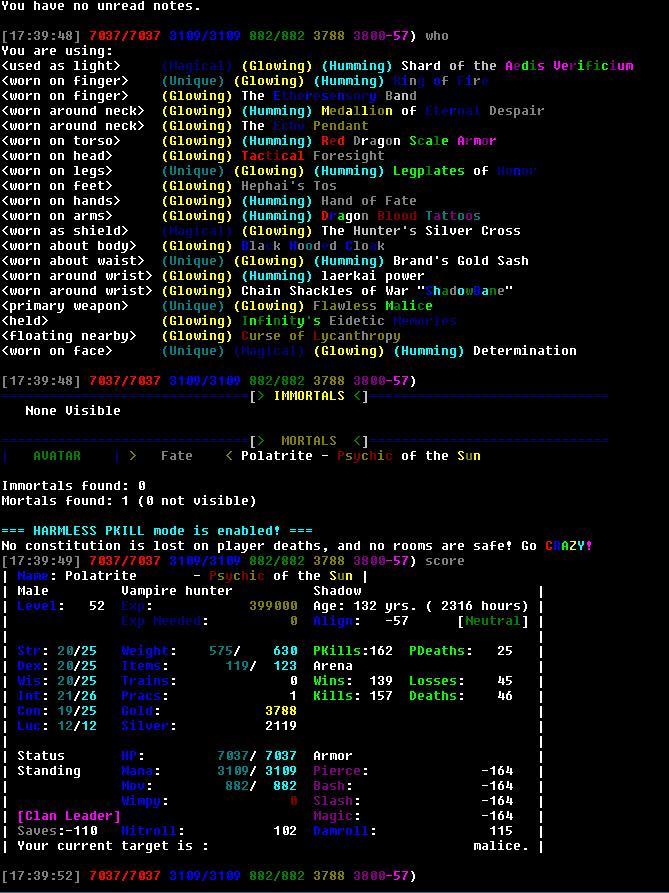 You have no unread notes.
[17:39:48] 7037/7037 3109/3109 882/882 3788 3800-57) who
You are using:
<used as light> (Magical) (Glowing) (Humming) Shard of the Aedis Verificium
<worn on finger> (Unique) (Glowing) (Humming) Ring of Fire
<worn on finger> (Glowing) The Etheresensory Band
<worn around neck> (Glowing) (Humming) Medallion of Eternal Despair
<worn around neck> (Glowing) The Echo Pendant
<worn on torso> (Glowing) (Humming) Red Dragon Scale Armor
<worn on head> (Glowing) Tactical Foresight
<worn on legs> (Unique) (Glowing) (Humming) Legplates of Honor
<worn on feet> (Glowing) Hephai's Tos
<worn on hands> (Glowing) (Humming) Hand of Fate
<worn on arms> (Glowing) (Humming) Dragon Blood Tattoos
<worn as shield> (Magical) (Glowing) The Hunter's Silver Cross
<worn about body> (Glowing) Black Hooded Cloak
<worn about waist> (Unique) (Glowing) (Humming) Brand's Gold Sash
<worn around wrist> (Glowing) (Humming) laerkai power
<worn around wrist> (Glowing) Chain Shackles of War "ShadowBane"
<primary weapon> (Unique) (Glowing) Flawless Malice
<held> (Glowing) Infinity's Eidetic Memories
<floating nearby> (Glowing) Curse of Lycanthropy
<worn on face> (Unique) (Magical) (Glowing) (Humming) Determination
[17:39:48] 7037/7037 3109/3109 882/882 3788 3800-57)
[> IMMORTALS <]
None Visible
[> MORTALS <]
| AVATAR | > Fate < Polatrite - Psychic of the Sun
Immortals found: 0
Mortals found: 1 (0 not visible)
=== HARMLESS PKILL mode is enabled! ===
No constitution is lost on player deaths, and no rooms are safe! Go CRAZY!
[17:39:49] 7037/7037 3109/3109 882/882 3788 3800-57) score
| Name: Polatrite - Psychic of the Sun |
| Male Vampire hunter Shadow |
| Level: 52 Exp: 399000 Age: 132 yrs. ( 2316 hours) |
| Exp Needed: 0 Align: -57 [Neutral] |
| |
| Str: 20/25 Weight: 575/ 630 PKills:162 PDeaths: 25 |
| Dex: 20/25 Items: 119/ 123 Arena |
| Wis: 20/25 Trains: 0 Wins: 139 Losses: 45 |
| Int: 21/26 Pracs: 1 Kills: 157 Deaths: 46 |
| Con: 19/25 Gold: 3788 |
| Luc: 12/12 Silver: 2119 |
| |
| Status HP: 7037/ 7037 Armor |
| Standing Mana: 3109/ 3109 Pierce: -164 |
| Mov: 882/ 882 Bash: -164 |
| Wimpy: 0 Slash: -164 |
| [Clan Leader] Magic: -164 |
| Saves:-110 Hitroll: 102 Damroll: 115 |
| Your current target is : malice. |
[17:39:52] 7037/7037 3109/3109 882/882 3788 3800-57)